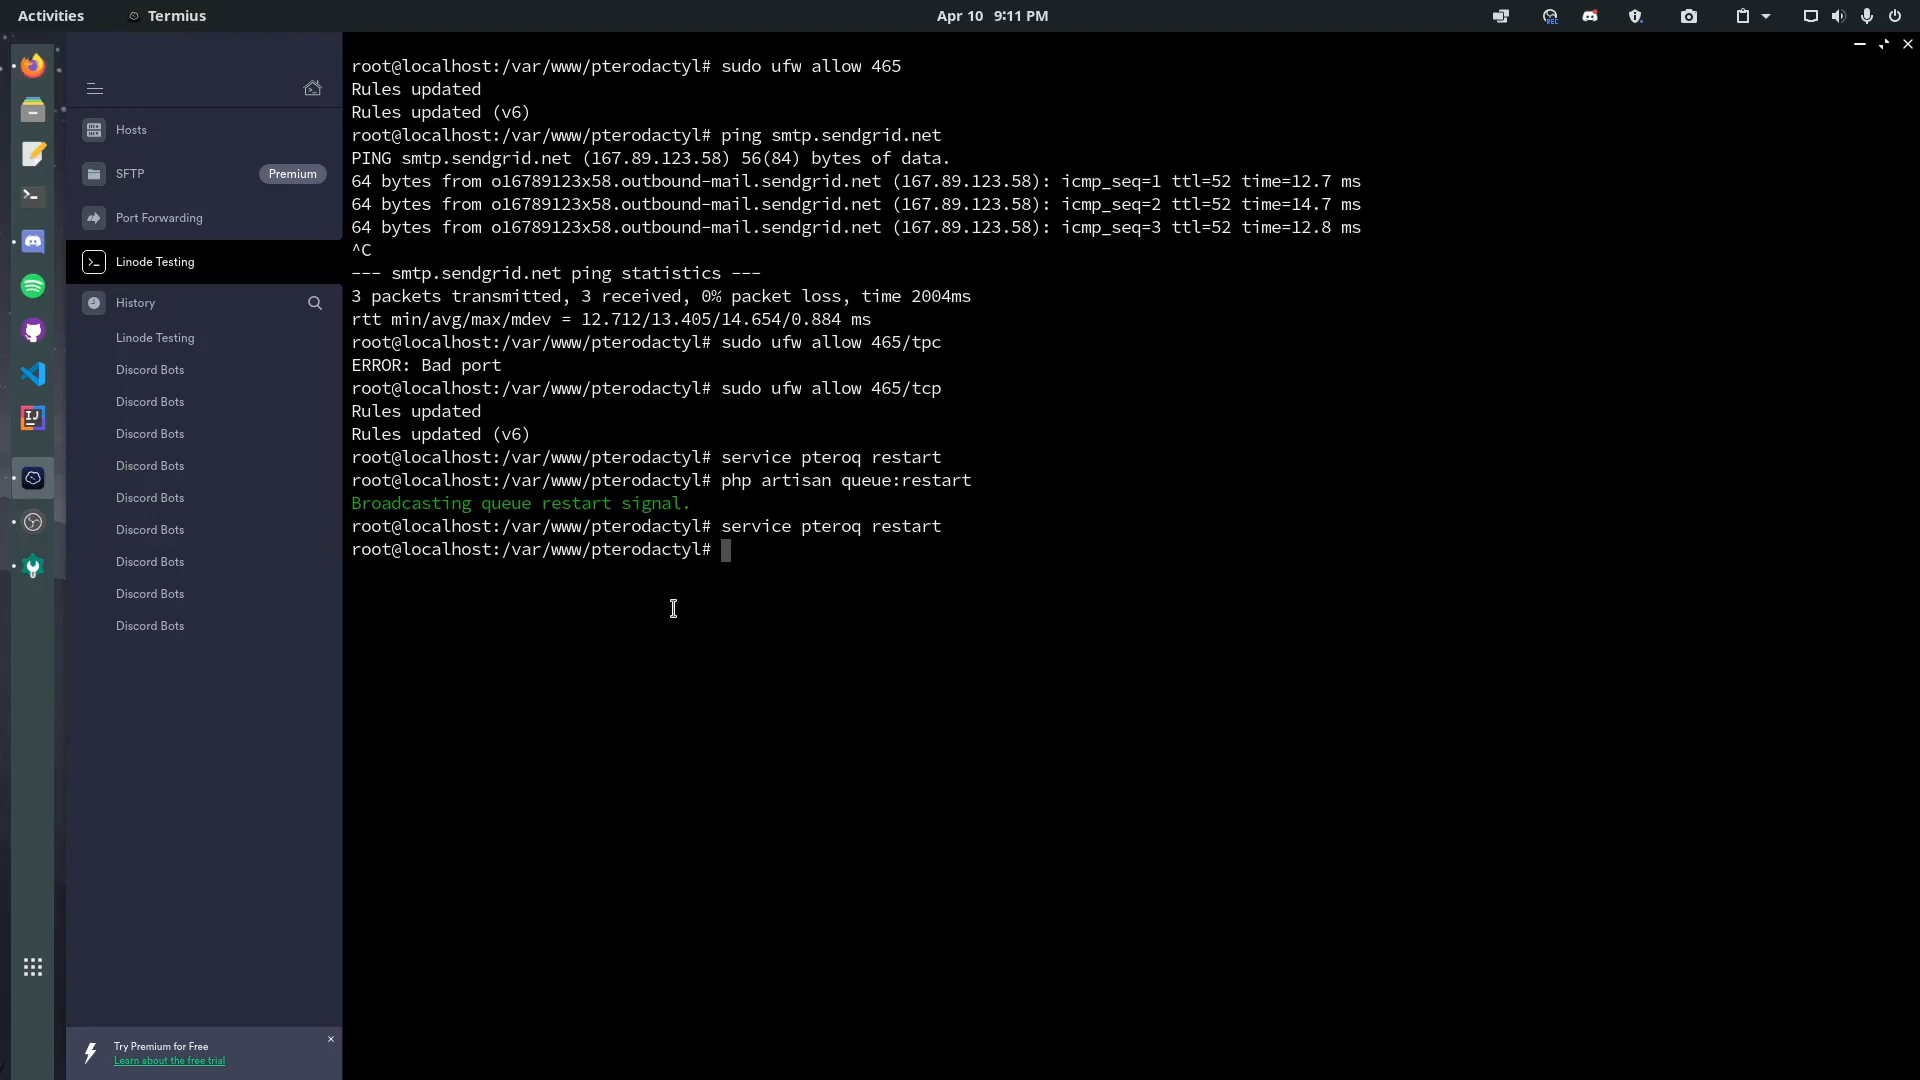 Activities
Termius
Apr 10 9:11 PM
REC
Hosts
SFTP
Premium
Port Forwarding
Linode Testing
History
Linode Testing
Discord Bots
Discord Bots
Discord Bots
Discord Bots
Discord Bots
Discord Bots
Discord Bots
Discord Bots
Discord Bots
Try Premium for Free
Learn about the free trial
root@localhost:/var/www/pterodactyl# sudo ufw allow 465
Rules updated
Rules updated (v6)
root@localhost:/var/www/pterodactyl# ping smtp.sendgrid.net
PING smtp.sendgrid.net (167.89.123.58) 56(84) bytes of data.
64 bytes from o16789123x58.outbound-mail.sendgrid.net (167.89.123.58): icmp_seq=1 ttl=52 time=12.7 ms
64 bytes from o16789123x58.outbound-mail.sendgrid.net (167.89.123.58): icmp_seq=2 ttl=52 time=14.7 ms
64 bytes from o16789123x58.outbound-mail.sendgrid.net (167.89.123.58): icmp_seq=3 ttl=52 time=12.8 ms
^C
--- smtp.sendgrid.net ping statistics ---
3 packets transmitted, 3 received, 0% packet loss, time 2004ms
rtt min/avg/max/mdev = 12.712/13.405/14.654/0.884 ms
root@localhost:/var/www/pterodactyl# sudo ufw allow 465/tpc
ERROR: Bad port
root@localhost:/var/www/pterodactyl# sudo ufw allow 465/tcp
Rules updated
Rules updated (v6)
root@localhost:/var/www/pterodactyl# service pteroq restart
root@localhost:/var/www/pterodactyl# php artisan queue:restart
Broadcasting queue restart signal.
root@localhost:/var/www/pterodactyl# service pteroq restart
root@localhost:/var/www/pterodactyl#